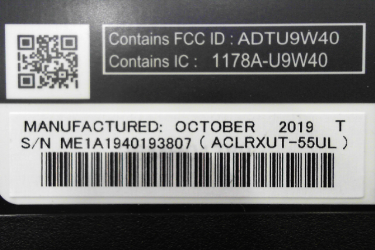 Contains FCC ID : ADTU9W40
Contains IC : 1178A-U9W40
MANUFACTURED: OCTOBER 2019 T
S/N ME1A1940193807 ( ACLRXUT-55UL )